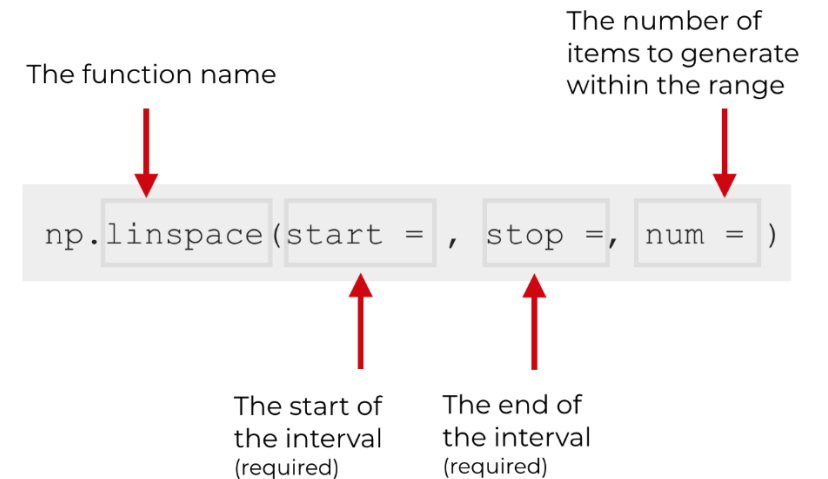 The number of
items to generate
within the range
The function name
np.linspace(start = , stop =, num = )
The start of
the interval
(required)
The end of
the interval
(required)